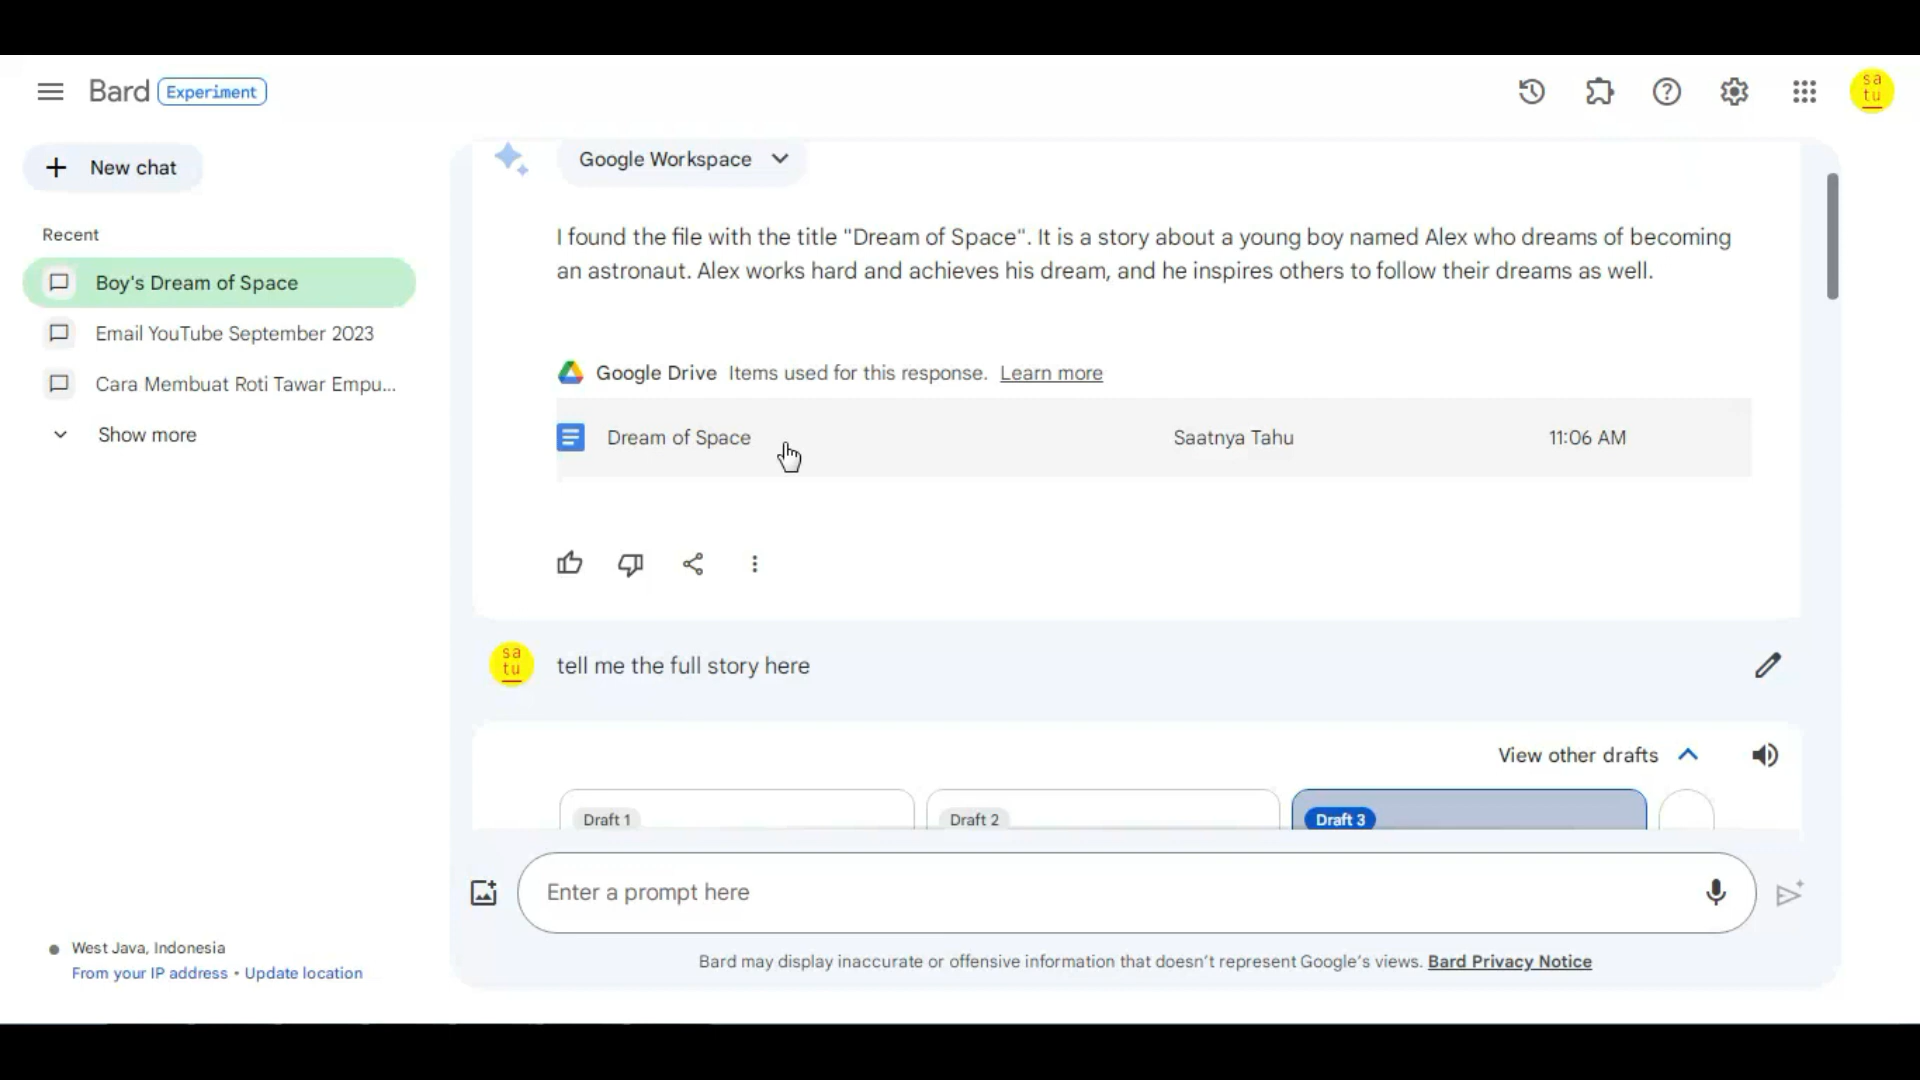 Bard Experiment
sa
tu
New chat
Recent
Boy's Dream of Space
Email YouTube September 2023
Cara Membuat Roti Tawar Empu...
Show more
Google Workspace
I found the file with the title "Dream of Space". It is a story about a young boy named Alex who dreams of becoming
an astronaut. Alex works hard and achieves his dream, and he inspires others to follow their dreams as well.
Google Drive Items used for this response. Learn more
Dream of Space Saatnya Tahu 11:06 AM
sa
tu
tell me the full story here
View other drafts
Draft 1 Draft 2 Draft 3
Enter a prompt here
West Java, Indonesia
From your IP address • Update location
Bard may display inaccurate or offensive information that doesn't represent Google's views. Bard Privacy Notice